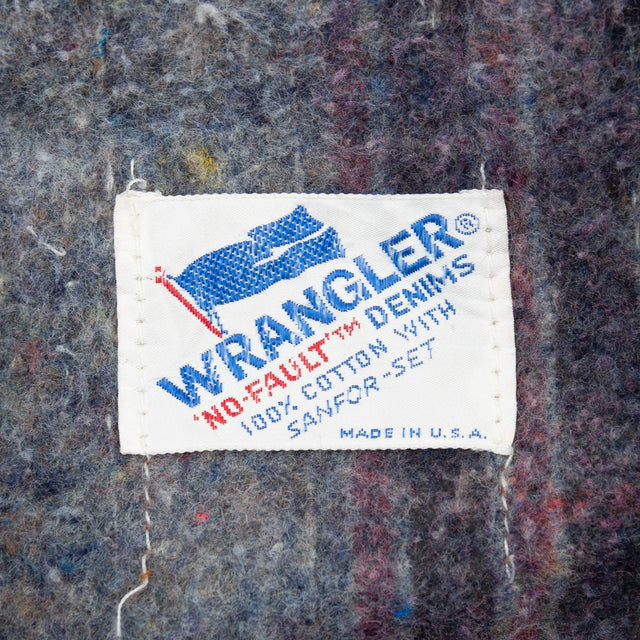 WRANGLER®
'NO-FAULT'™ DENIMS
100% COTTON WITH
SANFOR-SET
MADE IN U.S.A.